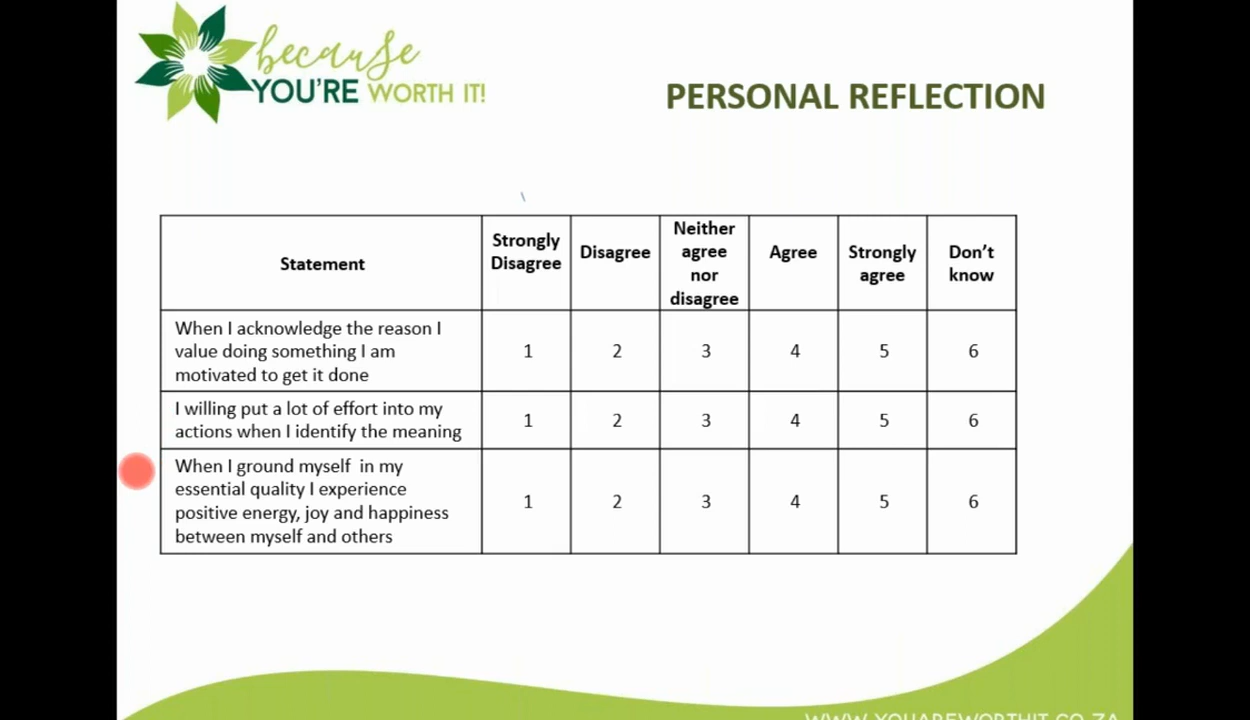 because
YOU'RE WORTH IT!
PERSONAL REFLECTION
Statement
Strongly
Disagree
Disagree
Neither
agree
nor
disagree
Agree
Strongly
agree
Don't
know
When I acknowledge the reason I
value doing something I am
motivated to get it done
1 2 3 4 5 6
I willing put a lot of effort into my
actions when I identify the meaning
1 2 3 4 5 6
When I ground myself in my
essential quality I experience
positive energy, joy and happiness
between myself and others
1 2 3 4 5 6
WWW.YOUAREWORTHIT.CO.ZA